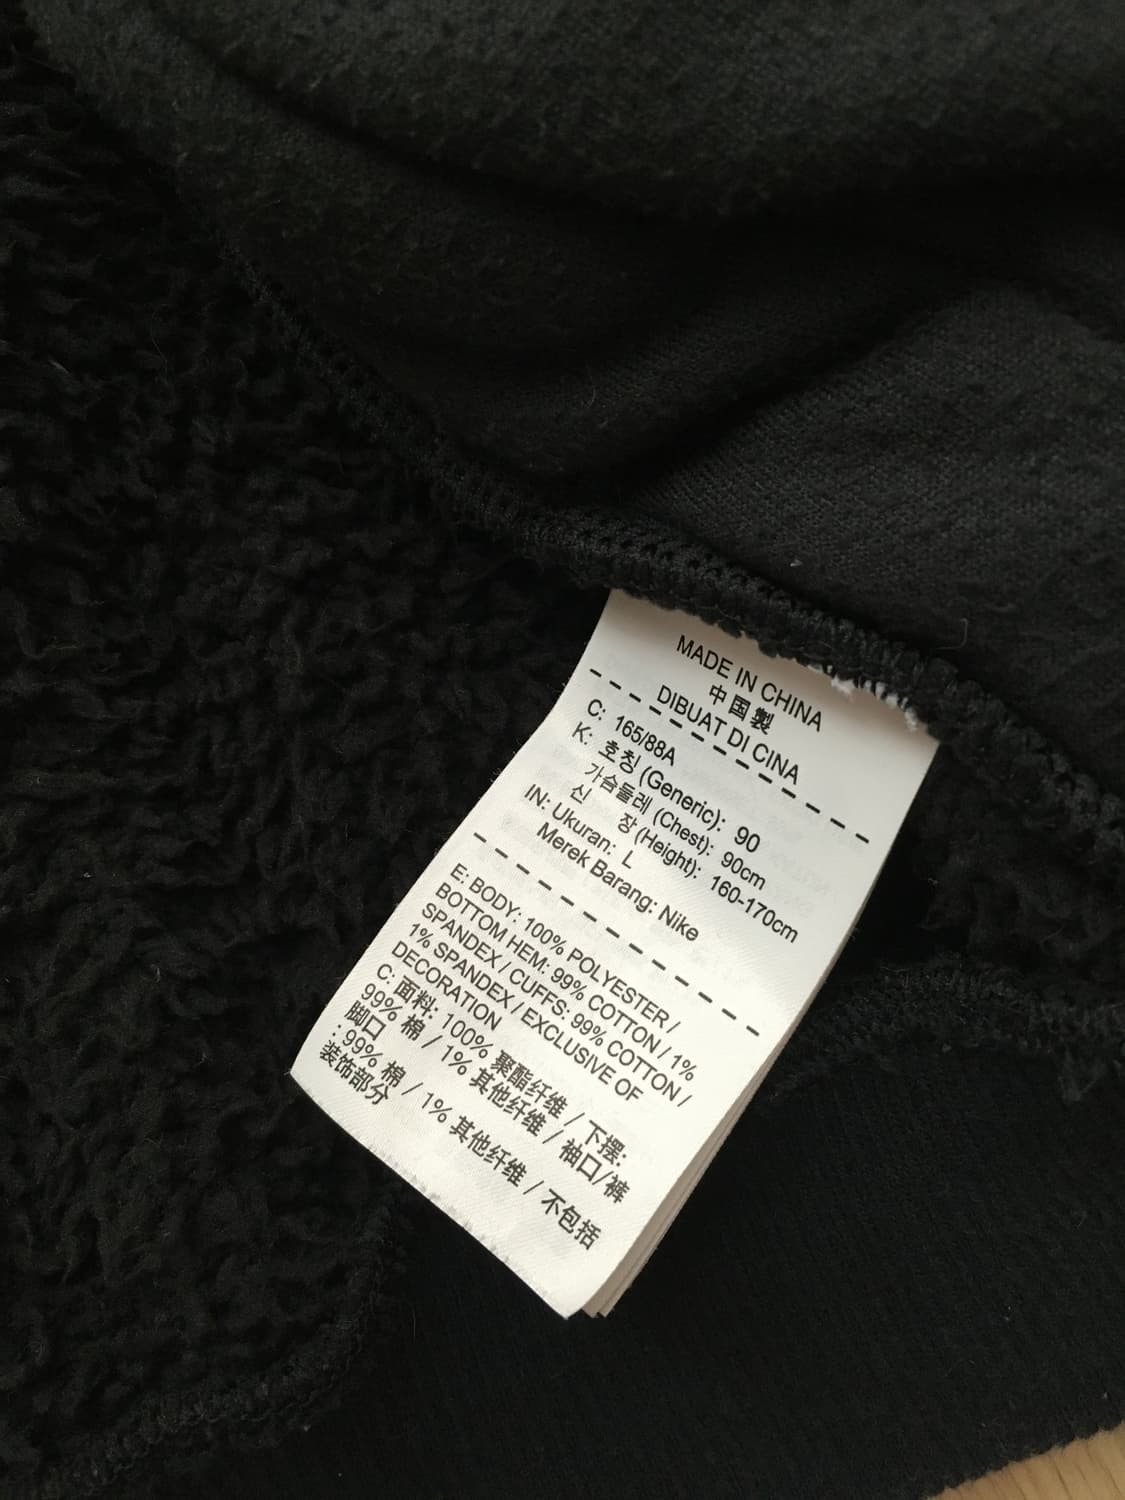 MADE IN CHINA
中国製
DIBUAT DI CINA
C: 165/88A
K: 호칭 (Generic): 90
가슴둘레 (Chest): 90cm
신 장 (Height): 160-170cm
IN: Ukuran: L
Merek Barang: Nike
E: BODY: 100% POLYESTER /
BOTTOM HEM: 99% COTTON / 1%
SPANDEX / CUFFS: 99% COTTON /
1% SPANDEX / EXCLUSIVE OF
DECORATION
C: 面料: 100% 聚酯纤维 / 下摆:
99% 棉 / 1% 其他纤维 / 袖口/裤
脚口
: 99% 棉 / 1% 其他纤维 / 不包括
装饰部分